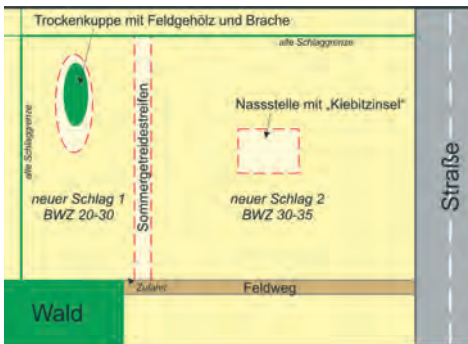 Trockenkuppe mit Feldgehölz und Brache
alte Schlaggrenze
alte Schlaggrenze
Sommergetreidestreifen
Nassstelle mit „Kiebitzinsel“
neuer Schlag 1
BWZ 20-30
neuer Schlag 2
BWZ 30-35
Straße
Zufahrt
Feldweg
Wald